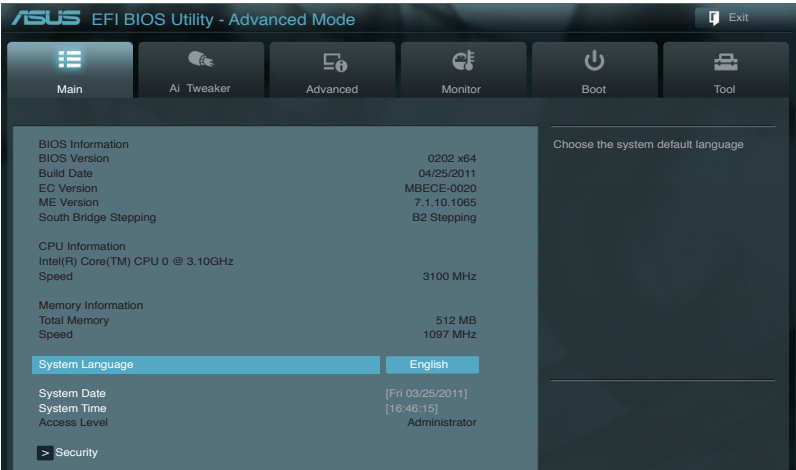 ASUS EFI BIOS Utility - Advanced Mode Exit
Main Ai Tweaker Advanced Monitor Boot Tool
BIOS Information
BIOS Version 0202 x64
Build Date 04/25/2011
EC Version MBECE-0020
ME Version 7.1.10.1065
South Bridge Stepping B2 Stepping
CPU Information
Intel(R) Core(TM) CPU 0 @ 3.10GHz
Speed 3100 MHz
Memory Information
Total Memory 512 MB
Speed 1097 MHz
System Language English
System Date [Fri 03/25/2011]
System Time [16:46:15]
Access Level Administrator
> Security
Choose the system default language